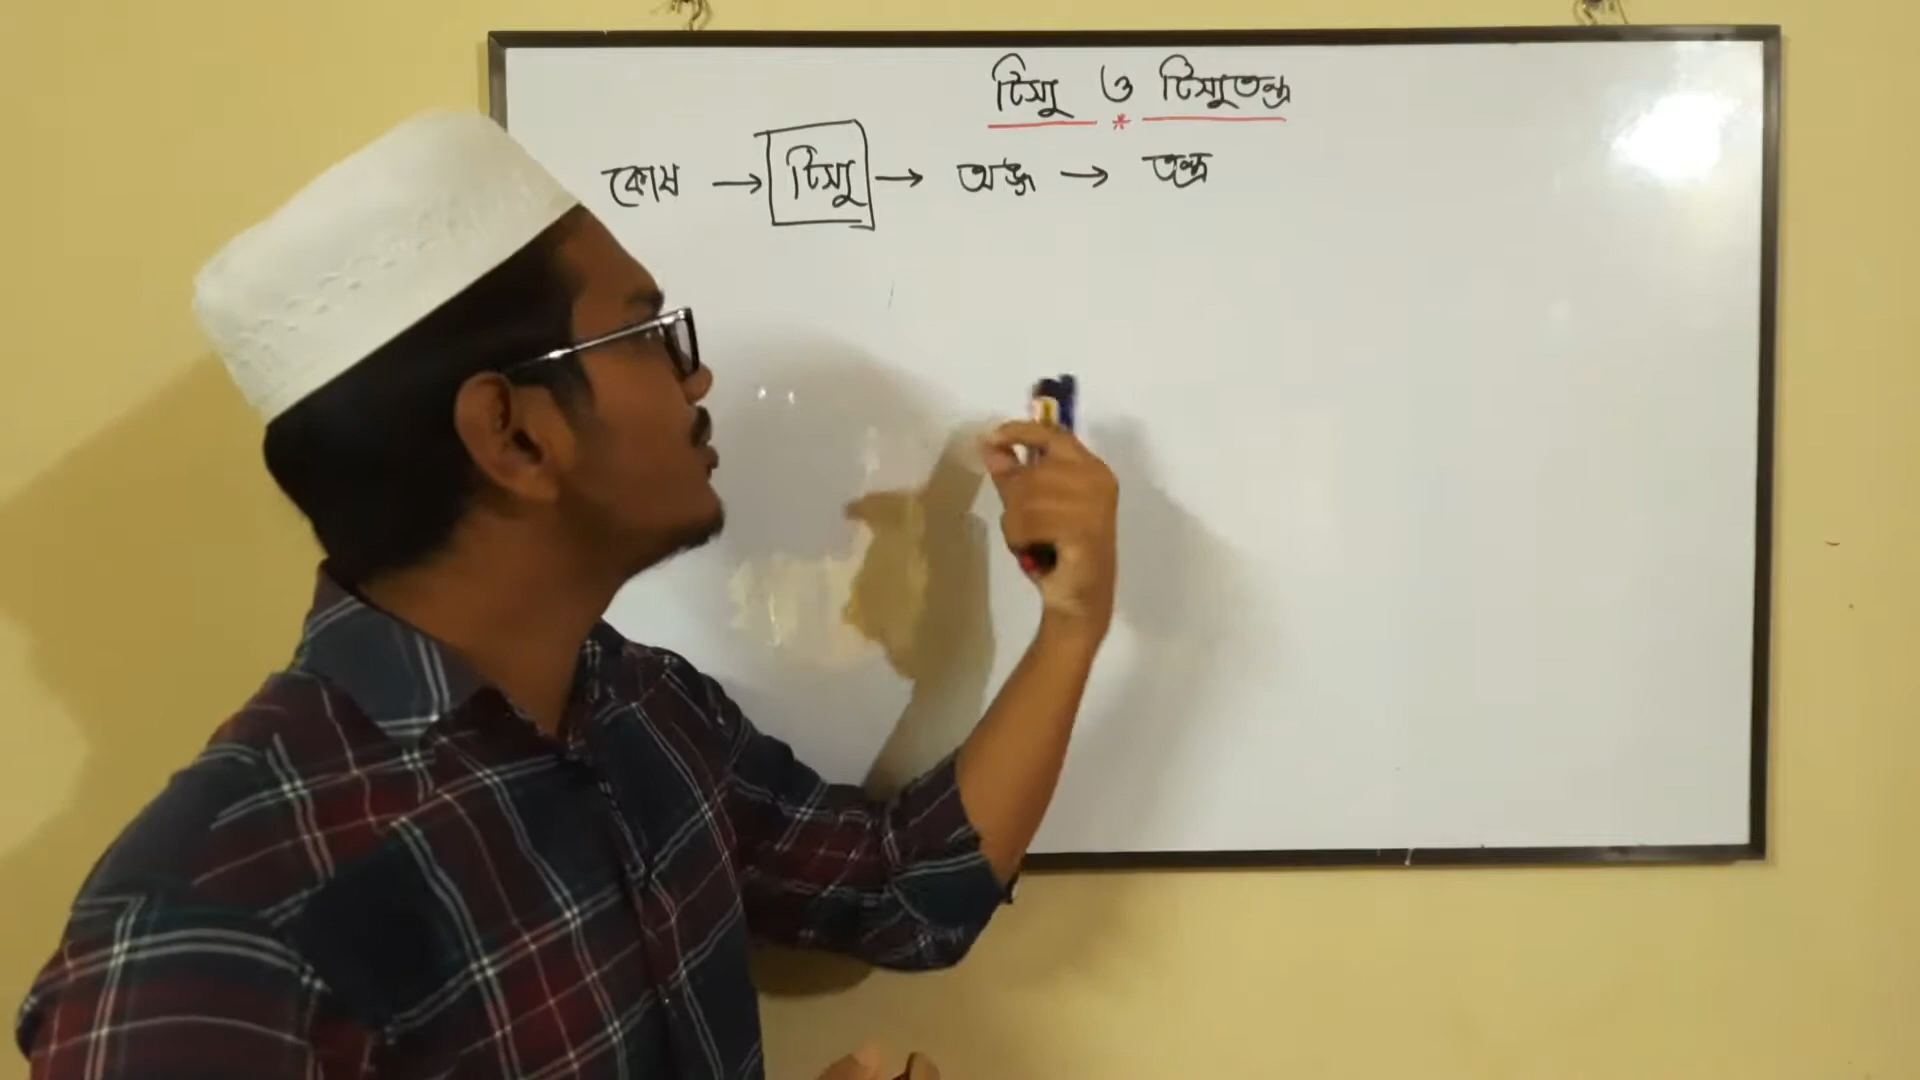 টিস্যু ও টিস্যুতন্ত্র
কোষ → টিস্যু → অঙ্গ → তন্ত্র